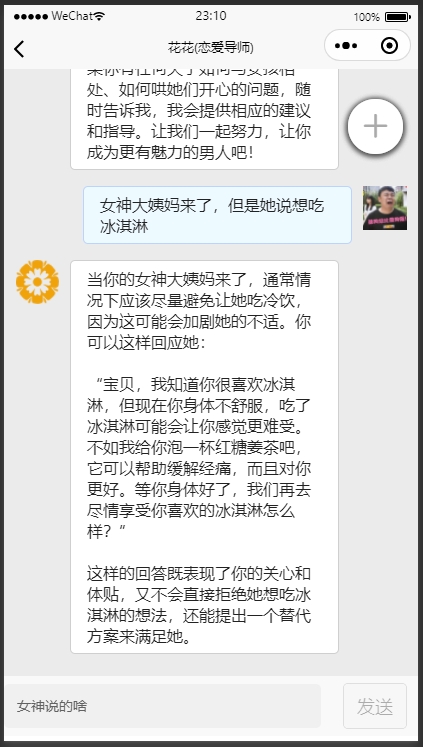 WeChat
23:10
100%
花花(恋爱导师)
处、如何哄她们开心的问题，随
时告诉我，我会提供相应的建议
和指导。让我们一起努力，让你
成为更有魅力的男人吧！
女神大姨妈来了，但是她说想吃
冰淇淋
当你的女神大姨妈来了，通常情
况下应该尽量避免让她吃冷饮，
因为这可能会加剧她的不适。你
可以这样回应她：
“宝贝，我知道你很喜欢冰淇
淋，但现在你身体不舒服，吃了
冰淇淋可能会让你感觉更难受。
不如我给你泡一杯红糖姜茶吧，
它可以帮助缓解经痛，而且对你
更好。等你身体好了，我们再去
尽情享受你喜欢的冰淇淋怎么
样？”
这样的回答既表现了你的关心和
体贴，又不会直接拒绝她想吃冰
淇淋的想法，还能提出一个替代
方案来满足她。
女神说的啥
发送